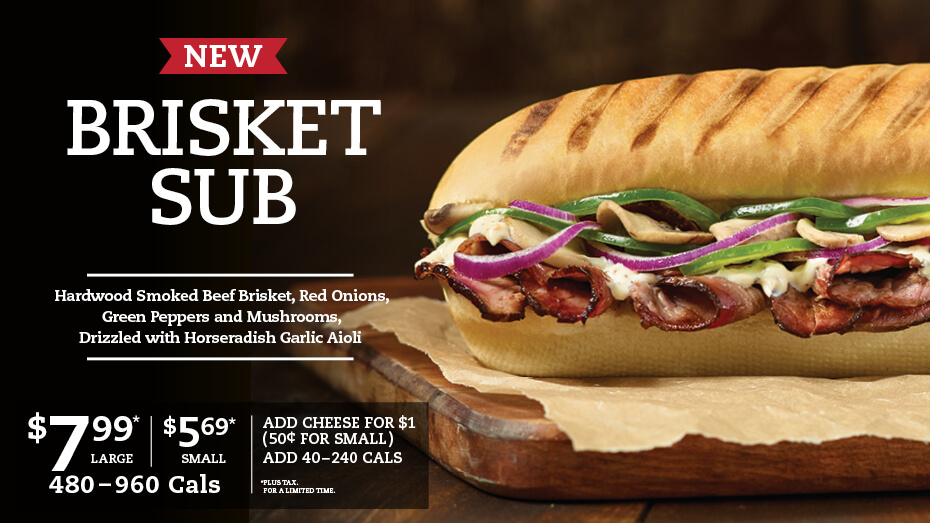 NEW
BRISKET
SUB
Hardwood Smoked Beef Brisket, Red Onions,
Green Peppers and Mushrooms,
Drizzled with Horseradish Garlic Aioli
$7.99* LARGE
$5.69* SMALL
480–960 Cals
ADD CHEESE FOR $1
(50¢ FOR SMALL)
ADD 40–240 CALS
*PLUS TAX.
FOR A LIMITED TIME.